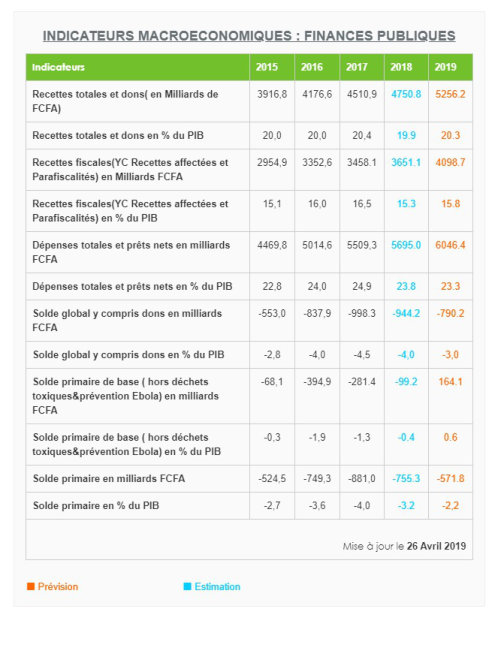 INDICATEURS MACROECONOMIQUES : FINANCES PUBLIQUES
Indicateurs 2015 2016 2017 2018 2019
Recettes totales et dons( en Milliards de 3916,8 4176,6 4510,9 4750.8 5256.2
FCFA)
Recettes totales et dons en % du PIB 20,0 20,0 20,4 19.9 20.3
Recettes fiscales(YC Recettes affectées et 2954,9 3352,6 3458.1 3651.1 4098.7
Parafiscalités) en Milliards FCFA
Recettes fiscales(YC Recettes affectées et 15,1 16,0 16,5 15.3 15.8
Parafiscalités) en % du PIB
Dépenses totales et prêts nets en milliards 4469,8 5014,6 5509,3 5695.0 6046.4
FCFA
Dépenses totales et prêts nets en % du PIB 22,8 24,0 24,9 23.8 23.3
Solde global y compris dons en milliards -553,0 -837,9 -998.3 -944.2 -790.2
FCFA
Solde global y compris dons en % du PIB -2,8 -4,0 -4,5 -4,0 -3,0
Solde primaire de base ( hors déchets -68,1 -394,9 -281.4 -99.2 164.1
toxiques&prévention Ebola) en milliards
FCFA
Solde primaire de base ( hors déchets -0,3 -1,9 -1,3 -0.4 0.6
toxiques&prévention Ebola) en % du PIB
Solde primaire en milliards FCFA -524,5 -749,3 -881,0 -755.3 -571.8
Solde primaire en % du PIB -2,7 -3,6 -4,0 -3.2 -2,2
Mise à jour le 26 Avril 2019
Prévision Estimation